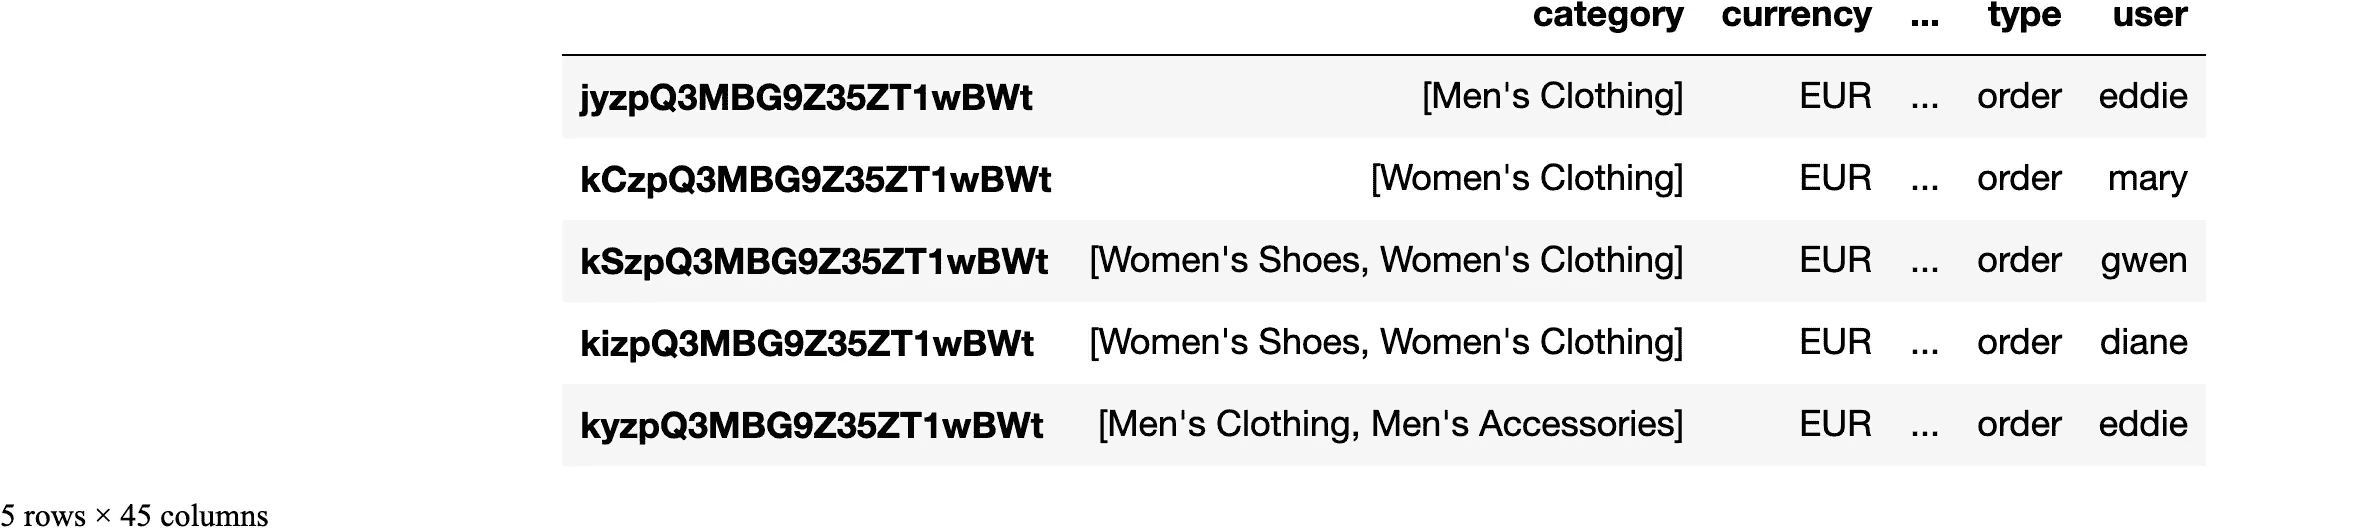 category currency ... type user
jyzpQ3MBG9Z35ZT1wBWt [Men's Clothing] EUR ... order eddie
kCzpQ3MBG9Z35ZT1wBWt [Women's Clothing] EUR ... order mary
kSzpQ3MBG9Z35ZT1wBWt [Women's Shoes, Women's Clothing] EUR ... order gwen
kizpQ3MBG9Z35ZT1wBWt [Women's Shoes, Women's Clothing] EUR ... order diane
kyzpQ3MBG9Z35ZT1wBWt [Men's Clothing, Men's Accessories] EUR ... order eddie
5 rows × 45 columns